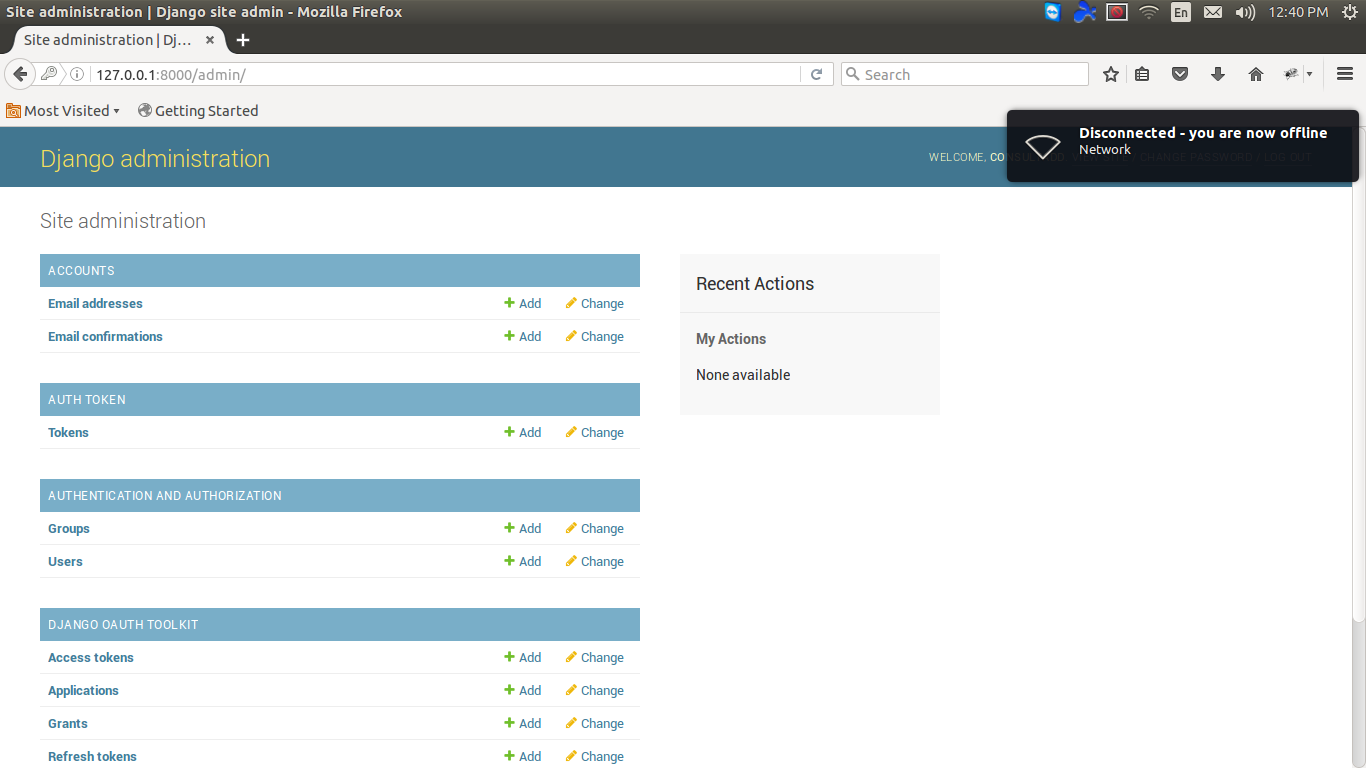 Site administration | Django site admin - Mozilla Firefox
En
12:40 PM
Site administration | Dj...
127.0.0.1:8000/admin/
Search
Most Visited
Getting Started
Disconnected - you are now offline
Network
Django administration
WELCOME,
CHANGE PASSWORD / LOG OUT
Site administration
ACCOUNTS
Email addresses Add Change
Email confirmations Add Change
AUTH TOKEN
Tokens Add Change
AUTHENTICATION AND AUTHORIZATION
Groups Add Change
Users Add Change
DJANGO OAUTH TOOLKIT
Access tokens Add Change
Applications Add Change
Grants Add Change
Refresh tokens Add Change
Recent Actions
My Actions
None available